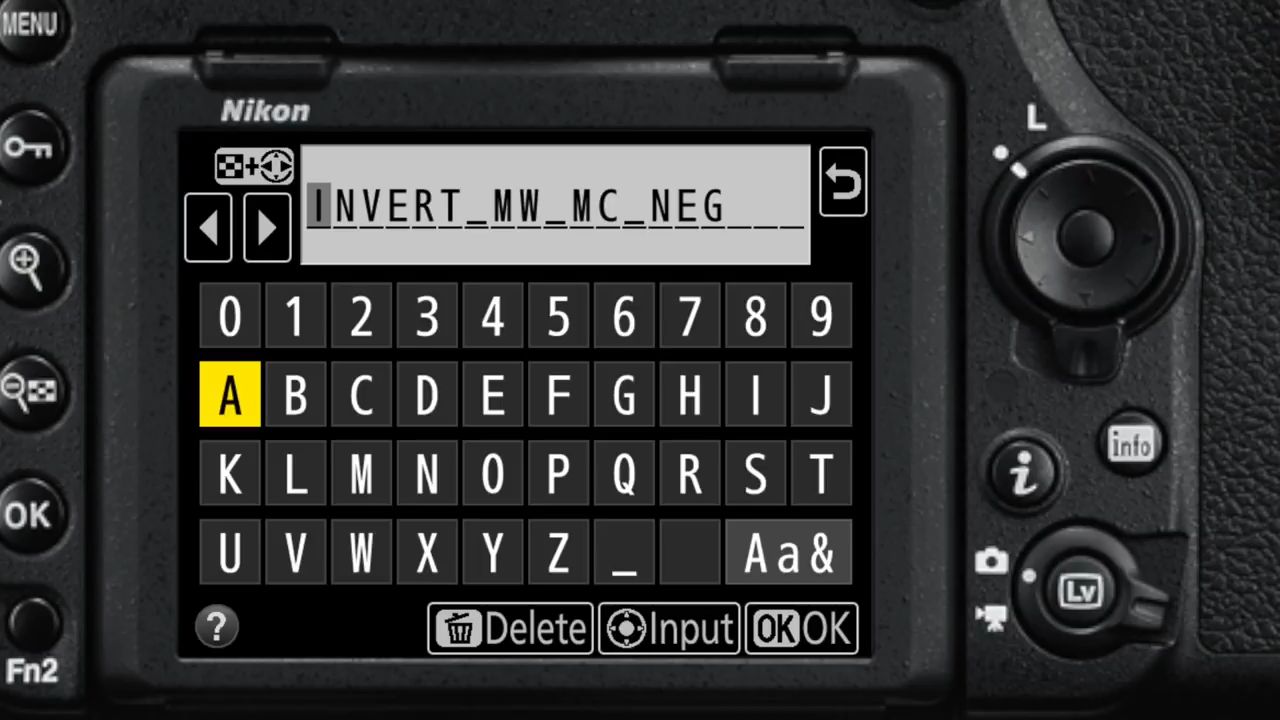 MENU
L
Nikon
INVERT_MW_MC_NEG
0 1 2 3 4 5 6 7 8 9
A B C D E F G H I J
K L M N O P Q R S T
U V W X Y Z _ Aa&
? Delete Input OK OK
OK
Fn2
i
info
Lv